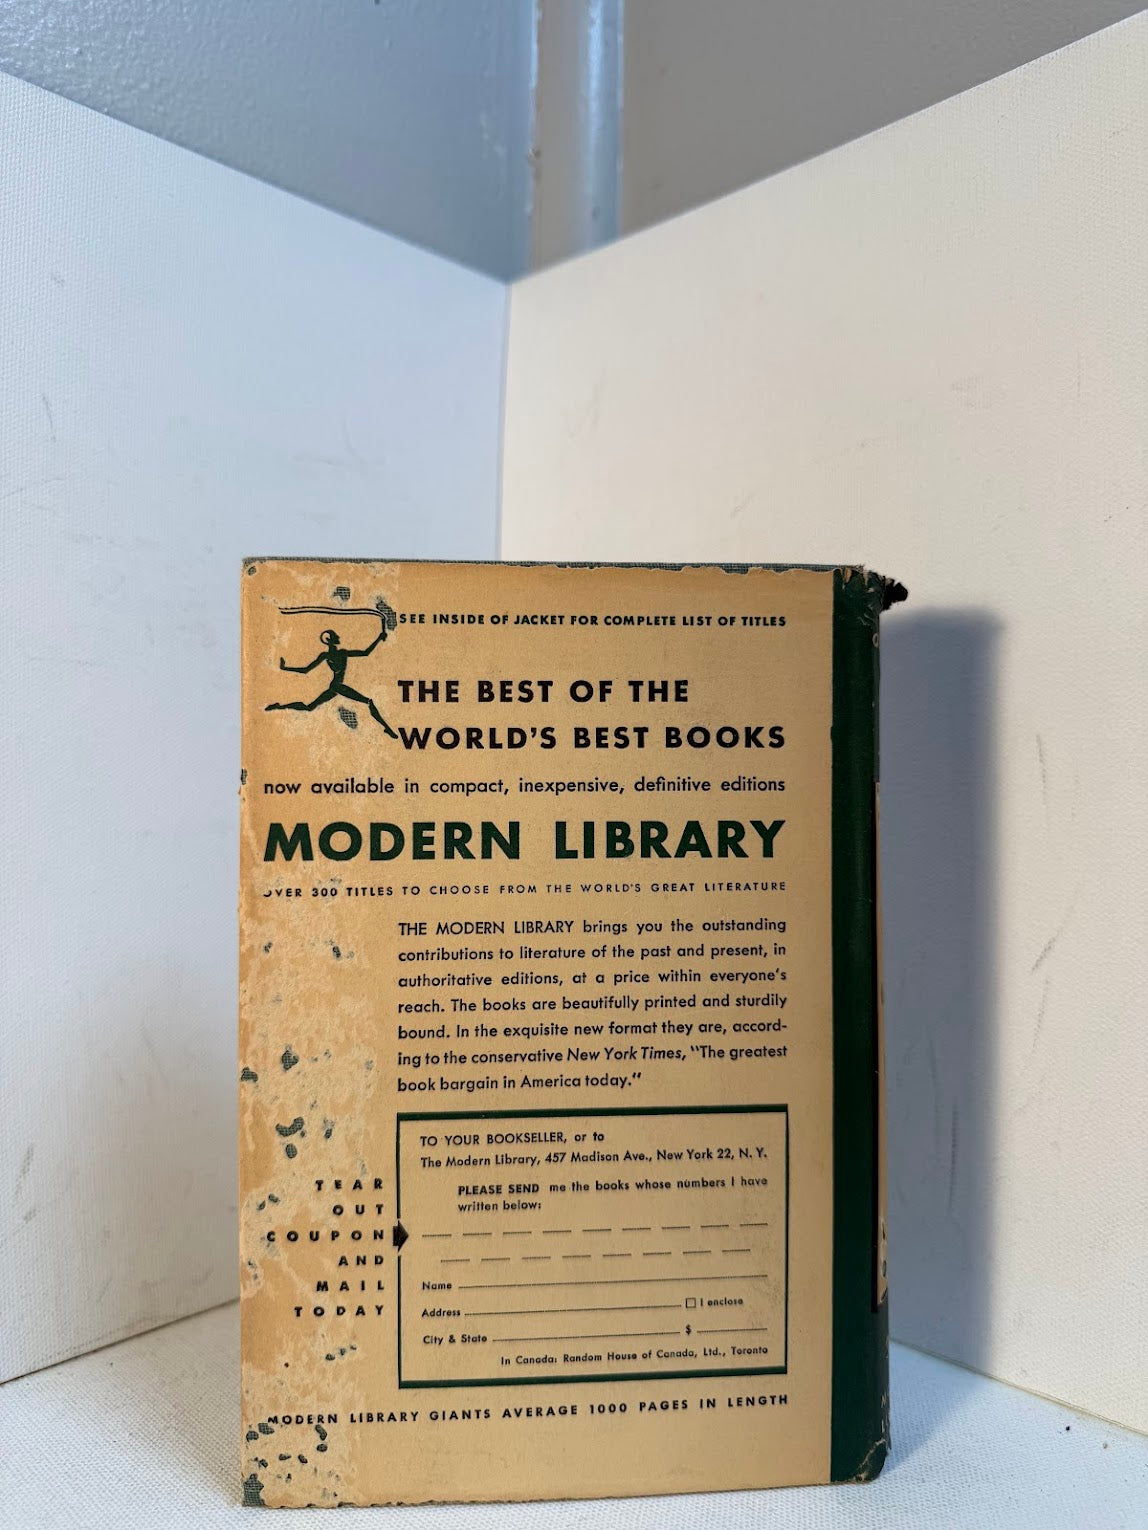 SEE INSIDE OF JACKET FOR COMPLETE LIST OF TITLES
THE BEST OF THE
WORLD'S BEST BOOKS
now available in compact, inexpensive, definitive editions
MODERN LIBRARY
OVER 300 TITLES TO CHOOSE FROM THE WORLD'S GREAT LITERATURE
THE MODERN LIBRARY brings you the outstanding
contributions to literature of the past and present, in
authoritative editions, at a price within everyone's
reach. The books are beautifully printed and sturdily
bound. In the exquisite new format they are, accord-
ing to the conservative New York Times, "The greatest
book bargain in America today."
TO YOUR BOOKSELLER, or to
The Modern Library, 457 Madison Ave., New York 22, N. Y.
PLEASE SEND me the books whose numbers I have
written below:
TEAR
OUT
COUPON
AND
MAIL
TODAY
Name
Address
I enclose
City & State
$
In Canada: Random House of Canada, Ltd., Toronto
MODERN LIBRARY GIANTS AVERAGE 1000 PAGES IN LENGTH